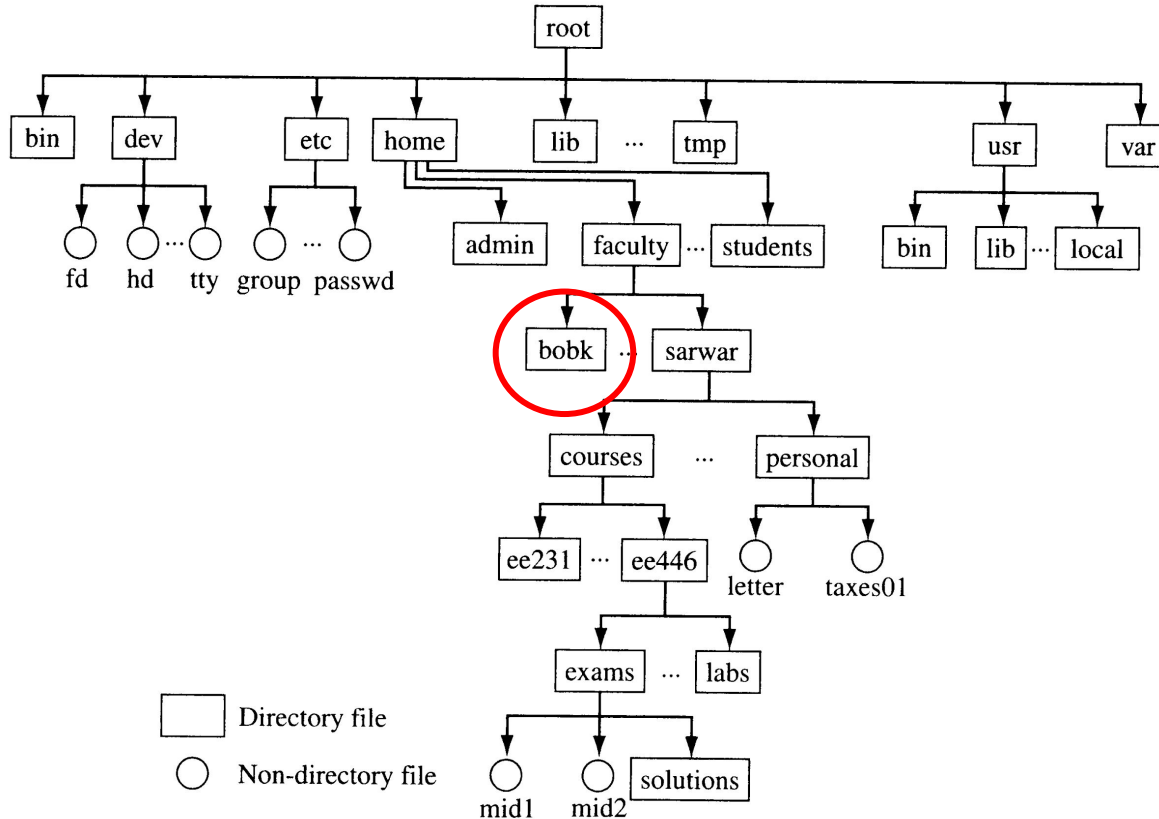 root
bin dev etc home lib ... tmp usr var
admin faculty ... students bin lib ... local
... ...
fd hd tty group passwd
bobk ... sarwar
courses ... personal
ee231 ... ee446
letter taxes01
exams ... labs
Directory file
Non-directory file
solutions
mid1 mid2